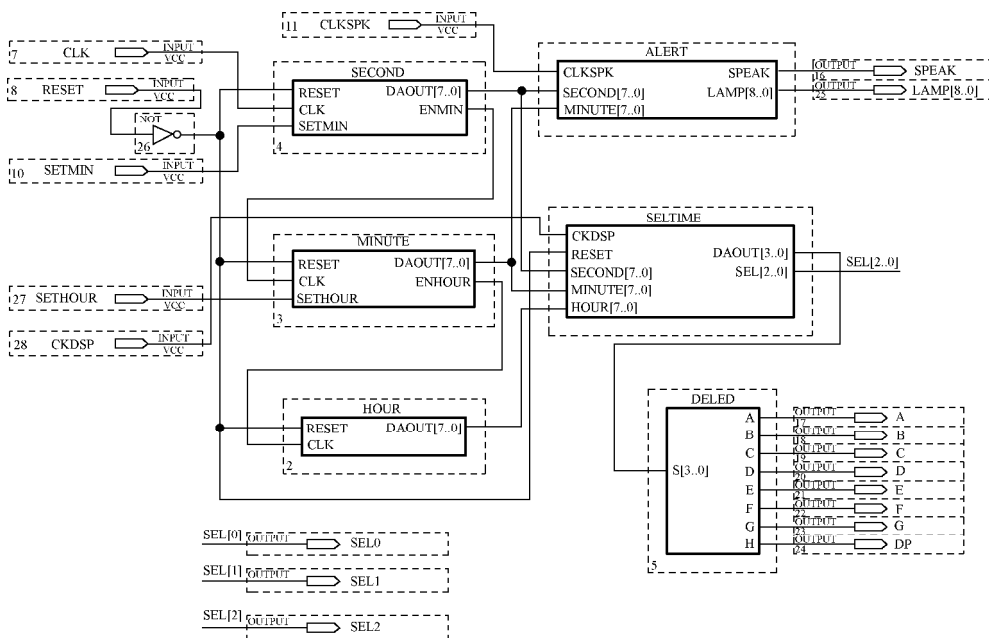 11 CLKSPK INPUT
VCC
7 CLK INPUT
VCC
8 RESET INPUT
VCC
NOT
26
10 SETMIN INPUT
VCC
SECOND
RESET DAOUT[7..0]
CLK ENMIN
SETMIN
4
ALERT
CLKSPK SPEAK
SECOND[7..0] LAMP[8..0]
MINUTE[7..0]
OUTPUT SPEAK
16
OUTPUT LAMP[8..0]
25
MINUTE
RESET DAOUT[7..0]
CLK ENHOUR
SETHOUR
3
27 SETHOUR INPUT
VCC
28 CKDSP INPUT
VCC
SELTIME
CKDSP
RESET DAOUT[3..0]
SECOND[7..0] SEL[2..0]
MINUTE[7..0]
HOUR[7..0]
SEL[2..0]
HOUR
RESET DAOUT[7..0]
CLK
2
DELED
S[3..0]
A
B
C
D
E
F
G
H
5
OUTPUT A
17
OUTPUT B
18
OUTPUT C
19
OUTPUT D
20
OUTPUT E
21
OUTPUT F
22
OUTPUT G
23
OUTPUT DP
24
SEL[0] OUTPUT SEL0
SEL[1] OUTPUT SEL1
SEL[2] OUTPUT SEL2